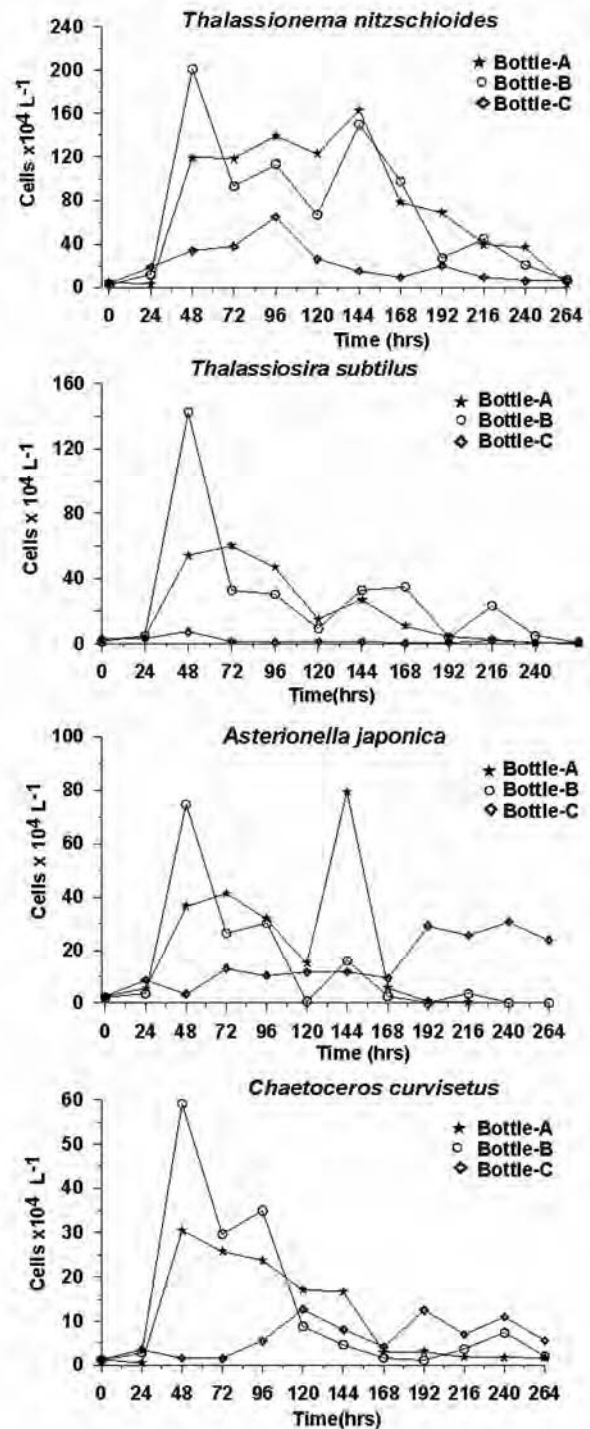 Thalassionema nitzschioides
240
200
160
120
80
40
0
Cells x10⁴ L⁻¹
★ Bottle-A
○ Bottle-B
◇ Bottle-C
0 24 48 72 96 120 144 168 192 216 240 264
Time (hrs)
Thalassiosira subtilus
160
120
80
40
0
Cells x 10⁴ L⁻¹
★ Bottle-A
○ Bottle-B
◇ Bottle-C
0 24 48 72 96 120 144 168 192 216 240
Time(hrs)
Asterionella japonica
100
80
60
40
20
0
Cells x 10⁴ L⁻¹
★ Bottle-A
○ Bottle-B
◇ Bottle-C
0 24 48 72 96 120 144 168 192 216 240 264
Time (hrs)
Chaetoceros curvisetus
60
50
40
30
20
10
0
Cells x10⁴ L⁻¹
★ Bottle-A
○ Bottle-B
◇ Bottle-C
0 24 48 72 96 120 144 168 192 216 240 264
Time(hrs)